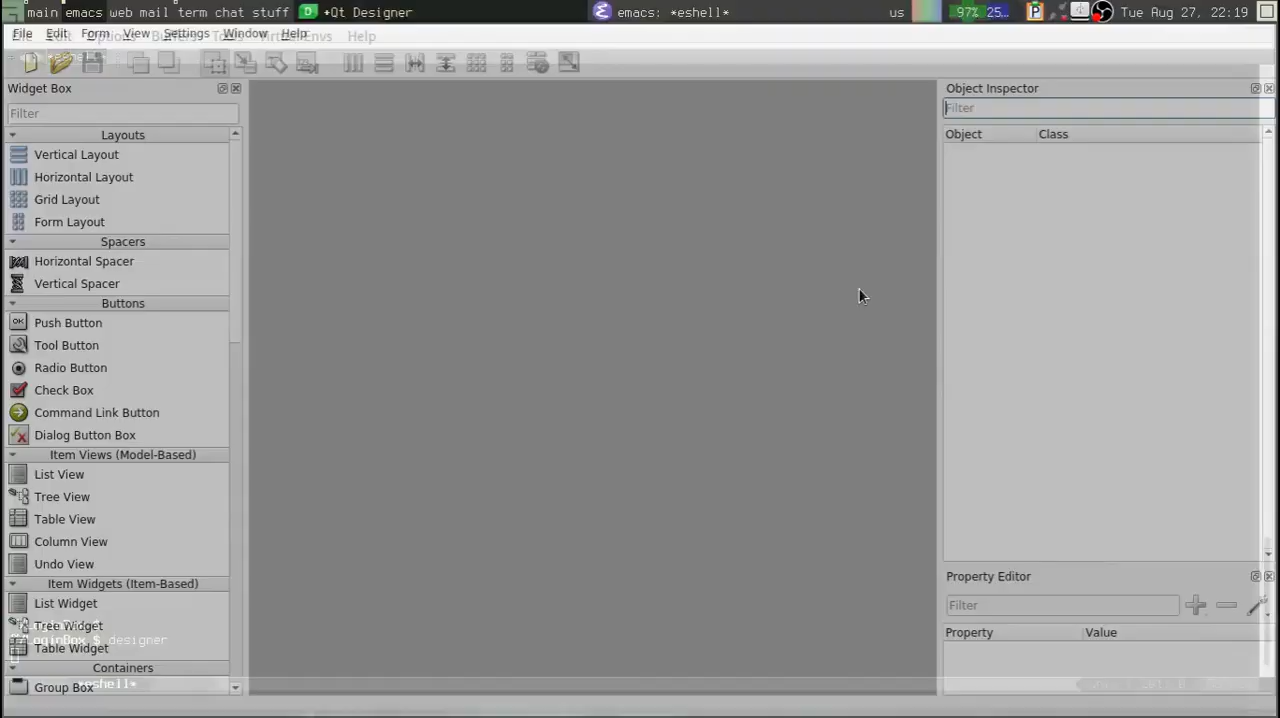 main emacs web mail term chat stuff +Qt Designer emacs: *eshell* us 97% 25... Tue Aug 27, 22:19
File Edit Form View Settings Window Help
Help
Widget Box
Filter
Layouts
Vertical Layout
Horizontal Layout
Grid Layout
Form Layout
Spacers
Horizontal Spacer
Vertical Spacer
Buttons
OK Push Button
Tool Button
Radio Button
Check Box
Command Link Button
Dialog Button Box
Item Views (Model-Based)
List View
Tree View
Table View
Column View
Undo View
Item Widgets (Item-Based)
List Widget
Tree Widget
LoginBox $ designer
Table Widget
Containers
Group Box
*eshell*
Object Inspector
Filter
Object Class
Property Editor
Filter
Property Value